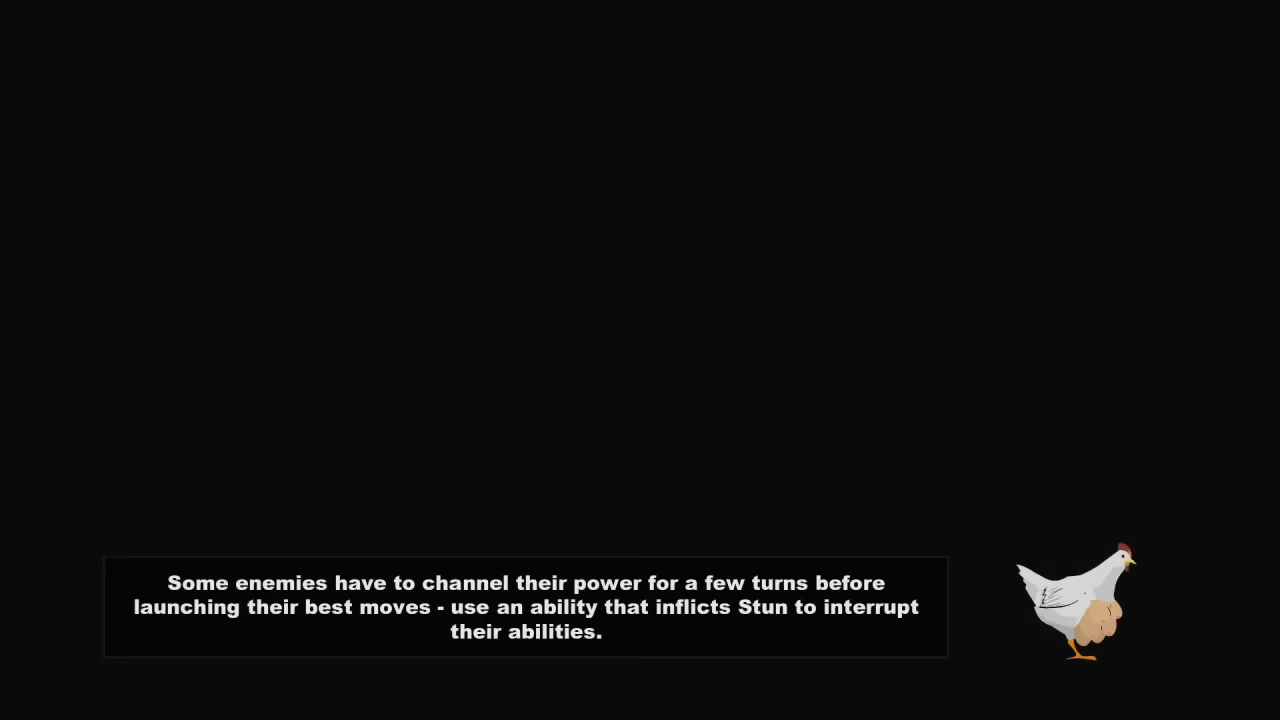 Some enemies have to channel their power for a few turns before
launching their best moves - use an ability that inflicts Stun to interrupt
their abilities.